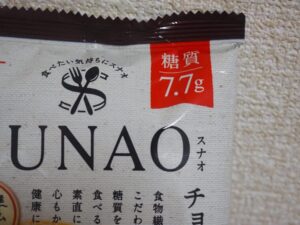 食べたい気持ちにスナオ
S
糖質
7.7g
UNAO
スナオ
チョ
食物繊
こだわ
糖質を
食べる
素直に
心もか
健康に